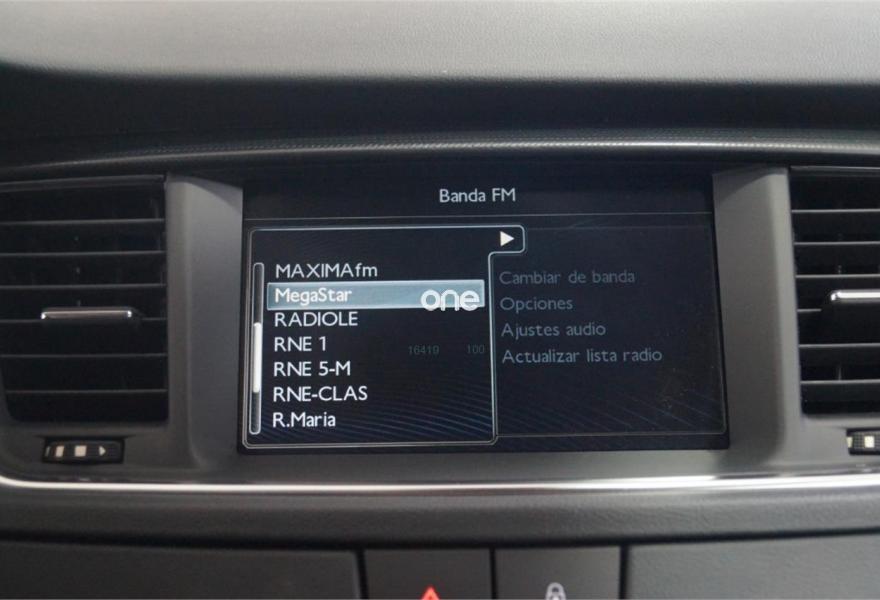 Banda FM
MAXIMAfm
MegaStar
RADIOLE
RNE 1
RNE 5-M
RNE-CLAS
R.Maria
Cambiar de banda
Opciones
Ajustes audio
Actualizar lista radio
one
16419 100